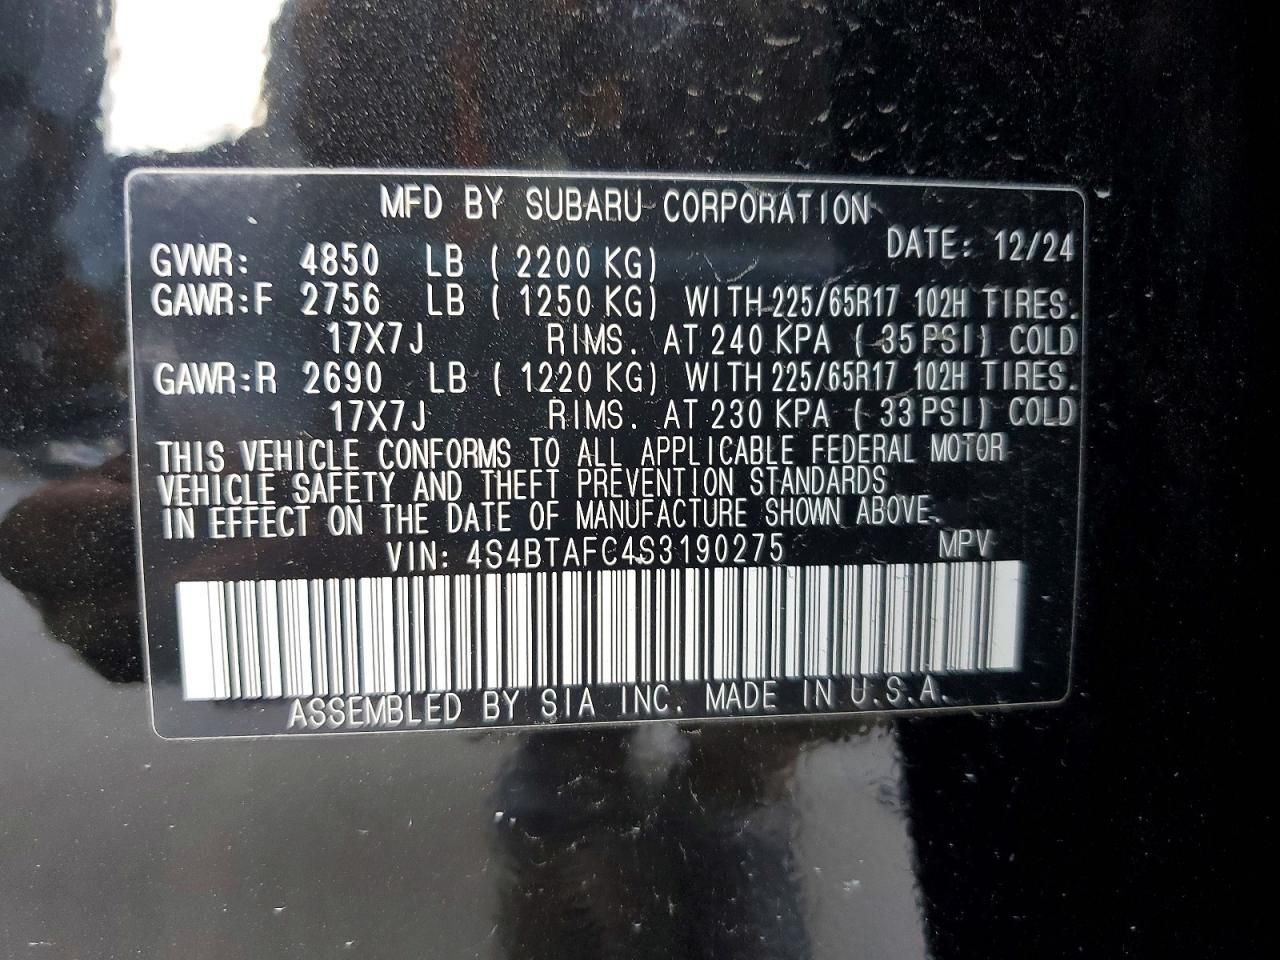 MFD BY SUBARU CORPORATION
DATE: 12/24
GVWR: 4850 LB ( 2200 KG)
GAWR:F 2756 LB ( 1250 KG) WITH 225/65R17 102H TIRES.
17X7J RIMS. AT 240 KPA ( 35 PSI) COLD
GAWR:R 2690 LB ( 1220 KG) WITH 225/65R17 102H TIRES.
17X7J RIMS. AT 230 KPA ( 33 PSI) COLD
THIS VEHICLE CONFORMS TO ALL APPLICABLE FEDERAL MOTOR
VEHICLE SAFETY AND THEFT PREVENTION STANDARDS
IN EFFECT ON THE DATE OF MANUFACTURE SHOWN ABOVE.
VIN: 4S4BTAFC4S3190275 MPV
ASSEMBLED BY SIA INC. MADE IN U.S.A.